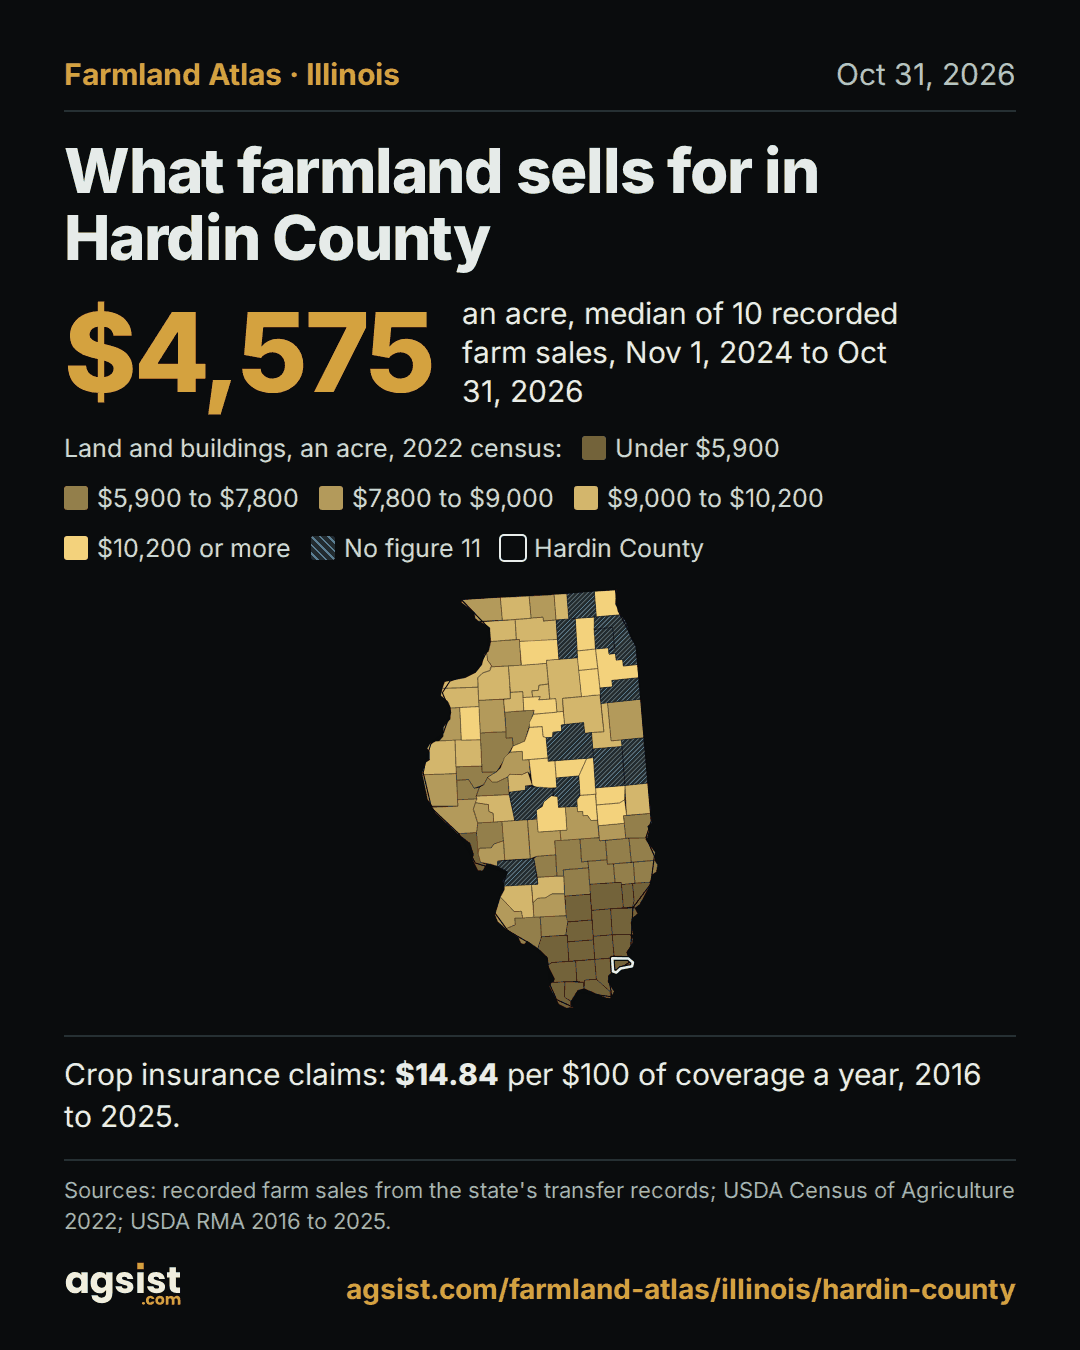 Farmland Atlas · Illinois
Oct 31, 2026
What farmland sells for in
Hardin County
$4,575
an acre, median of 10 recorded
farm sales, Nov 1, 2024 to Oct
31, 2026
Land and buildings, an acre, 2022 census: Under $5,900
$5,900 to $7,800 $7,800 to $9,000 $9,000 to $10,200
$10,200 or more No figure 11 Hardin County
Crop insurance claims: $14.84 per $100 of coverage a year, 2016
to 2025.
Sources: recorded farm sales from the state's transfer records; USDA Census of Agriculture
2022; USDA RMA 2016 to 2025.
agsist
.com
agsist.com/farmland-atlas/illinois/hardin-county